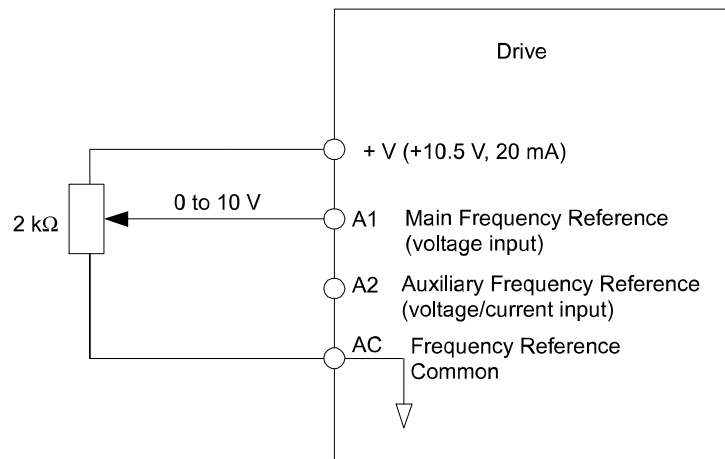 Drive
+ V (+10.5 V, 20 mA)
0 to 10 V
2 kΩ
A1 Main Frequency Reference
(voltage input)
A2 Auxiliary Frequency Reference
(voltage/current input)
AC Frequency Reference
Common